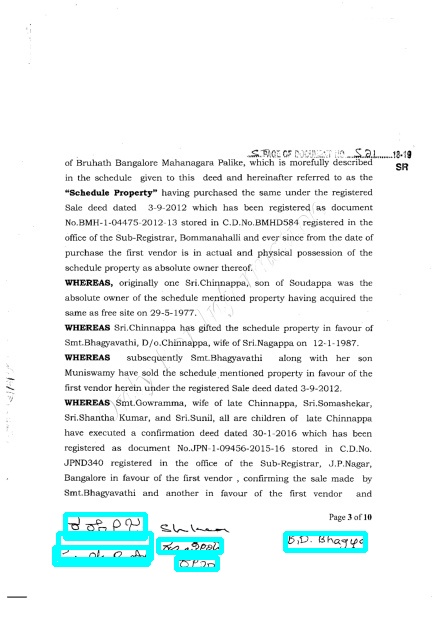 5 PAGE OF DOCUMENT NO. 521 18-19
SR
of Bruhath Bangalore Mahanagara Palike, which is morefully described
in the schedule given to this deed and hereinafter referred to as the
“Schedule Property” having purchased the same under the registered
Sale deed dated 3-9-2012 which has been registered as document
No.BMH-1-04475-2012-13 stored in C.D.No.BMHD584 registered in the
office of the Sub-Registrar, Bommanahalli and ever since from the date of
purchase the first vendor is in actual and physical possession of the
schedule property as absolute owner thereof.
WHEREAS, originally one Sri.Chinnappa, son of Soudappa was the
absolute owner of the schedule mentioned property having acquired the
same as free site on 29-5-1977.
WHEREAS Sri.Chinnappa has gifted the schedule property in favour of
Smt.Bhagyavathi, D/o.Chinnappa, wife of Sri.Nagappa on 12-1-1987.
WHEREAS subsequently Smt.Bhagyavathi along with her son
Muniswamy have sold the schedule mentioned property in favour of the
first vendor herein under the registered Sale deed dated 3-9-2012.
WHEREAS Smt.Gowramma, wife of late Chinnappa, Sri.Somashekar,
Sri.Shantha Kumar, and Sri.Sunil, all are children of late Chinnappa
have executed a confirmation deed dated 30-1-2016 which has been
registered as document No.JPN-1-09456-2015-16 stored in C.D.No.
JPND340 registered in the office of the Sub-Registrar, J.P.Nagar,
Bangalore in favour of the first vendor , confirming the sale made by
Smt.Bhagyavathi and another in favour of the first vendor and
Page 3 of 10
D.D. Bhagya